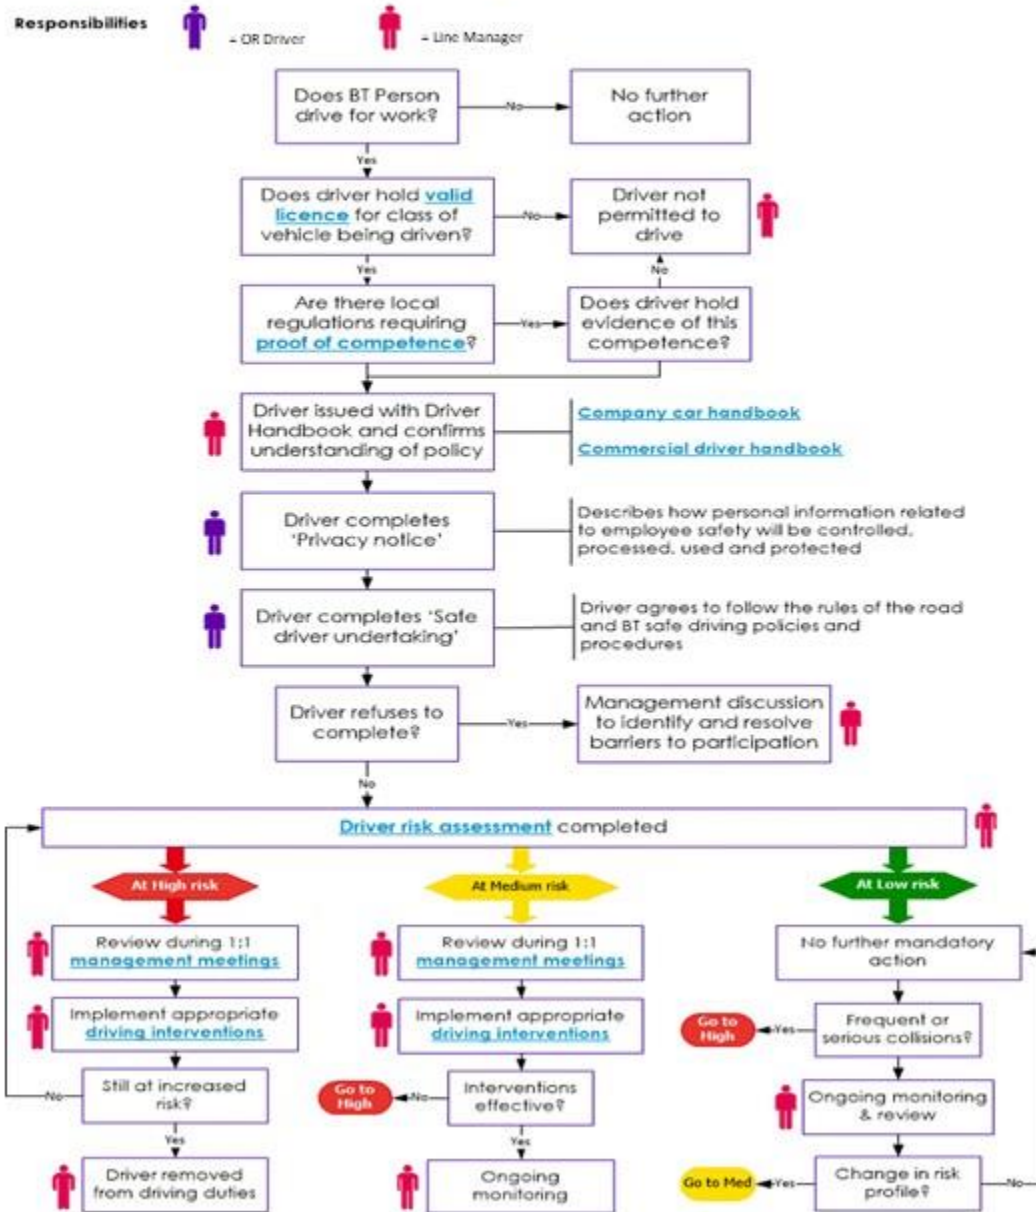 Responsibilities
= OR Driver
= Line Manager
Does BT Person
drive for work?
No
No further
action
Yes
Does driver hold valid
licence for class of
vehicle being driven?
No
Driver not
permitted to
drive
Yes
No
Are there local
regulations requiring
proof of competence?
Yes
Does driver hold
evidence of this
competence?
Driver issued with Driver
Handbook and confirms
understanding of policy
Company car handbook
Commercial driver handbook
Driver completes
‘Privacy notice’
Describes how personal information related
to employee safety will be controlled,
processed, used and protected
Driver completes ‘Safe
driver undertaking’
Driver agrees to follow the rules of the road
and BT safe driving policies and
procedures
Driver refuses to
complete?
Yes
Management discussion
to identify and resolve
barriers to participation
No
Driver risk assessment completed
At High risk
At Medium risk
At Low risk
Review during 1:1
management meetings
Review during 1:1
management meetings
No further mandatory
action
Implement appropriate
driving interventions
Implement appropriate
driving interventions
Go to
High
Yes
Frequent or
serious collisions?
No
Still at increased
risk?
Go to
High
No
Interventions
effective?
Ongoing monitoring
& review
Yes
Yes
Driver removed
from driving duties
Ongoing
monitoring
Go to Med
Yes
Change in risk
profile?
No